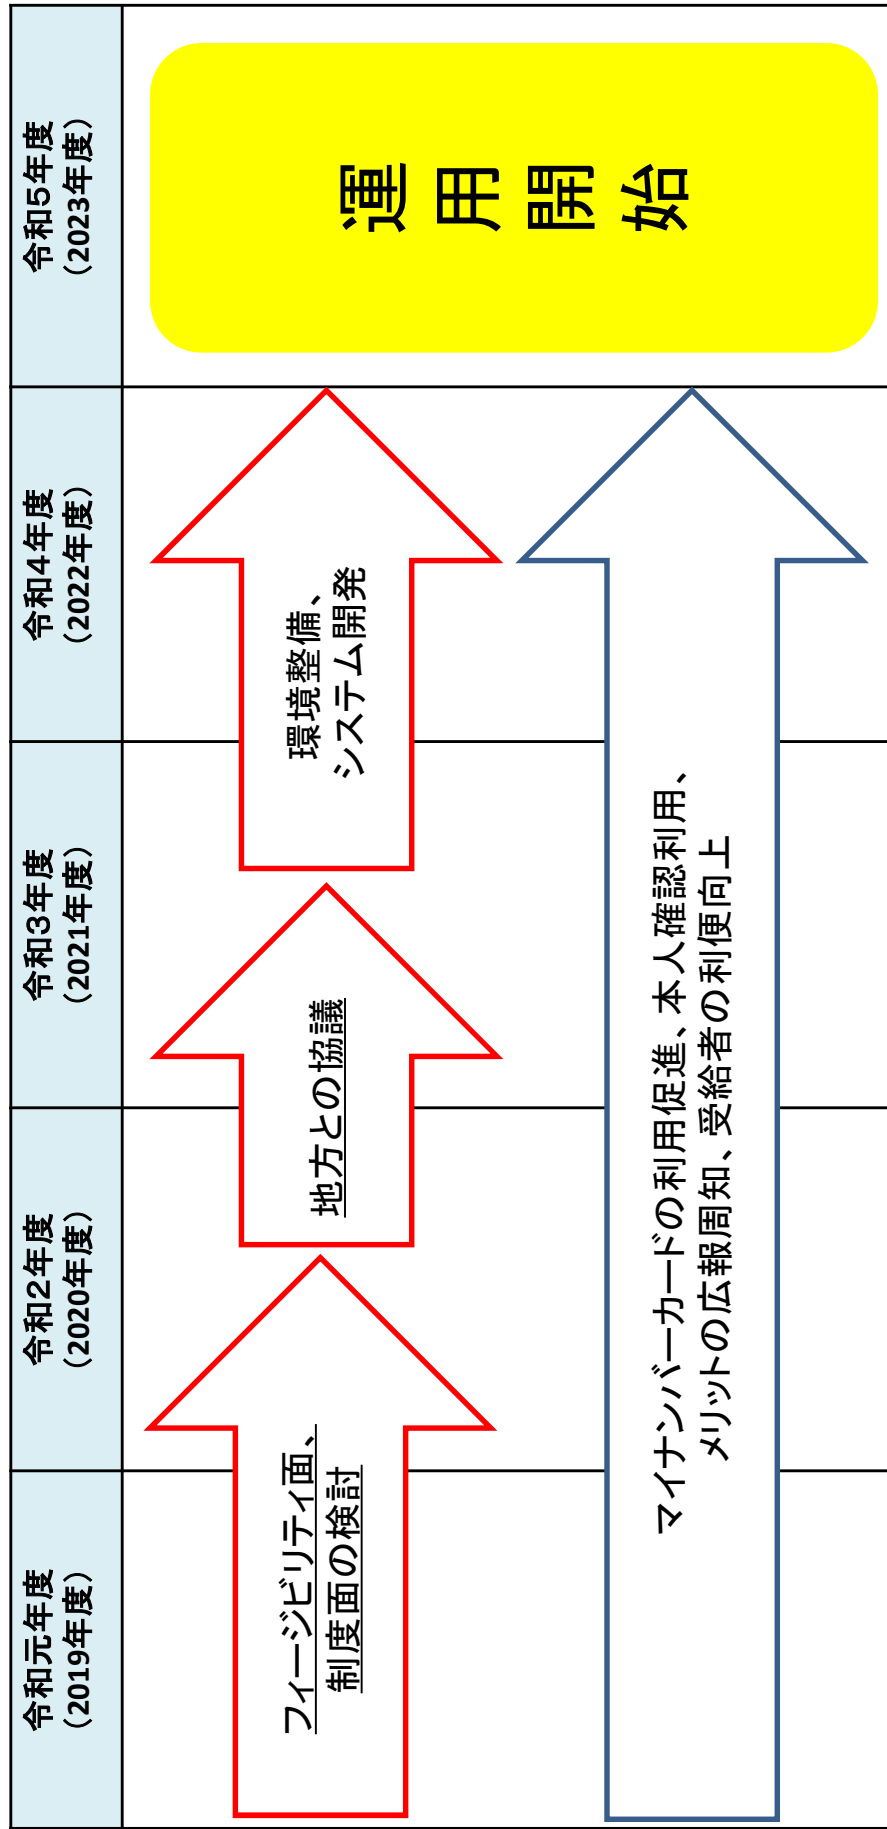 令和元年度
（2019年度）
令和２年度
（2020年度）
令和３年度
（2021年度）
令和４年度
（2022年度）
令和５年度
（2023年度）
フィージビリティ面、
制度面の検討
地方との協議
環境整備、
システム開発
運用開始
マイナンバーカードの利用促進、本人確認利用、
メリットの広報周知、受給者の利便向上